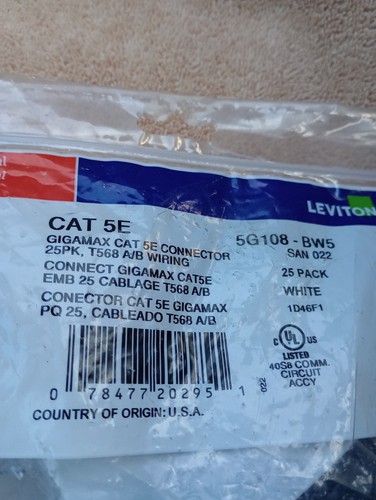 LEVITON
CAT 5E
GIGAMAX CAT 5E CONNECTOR
25PK, T568 A/B WIRING
CONNECT GIGAMAX CAT5E
EMB 25 CABLAGE T568 A/B
CONECTOR CAT 5E GIGAMAX
PQ 25, CABLEADO T568 A/B
5G108-BW5
SAN 022
25 PACK
WHITE
1D46F1
C UL US
LISTED
40S8 COMM.
CIRCUIT
ACCY
0 78477 20295 1
022
COUNTRY OF ORIGIN: U.S.A.